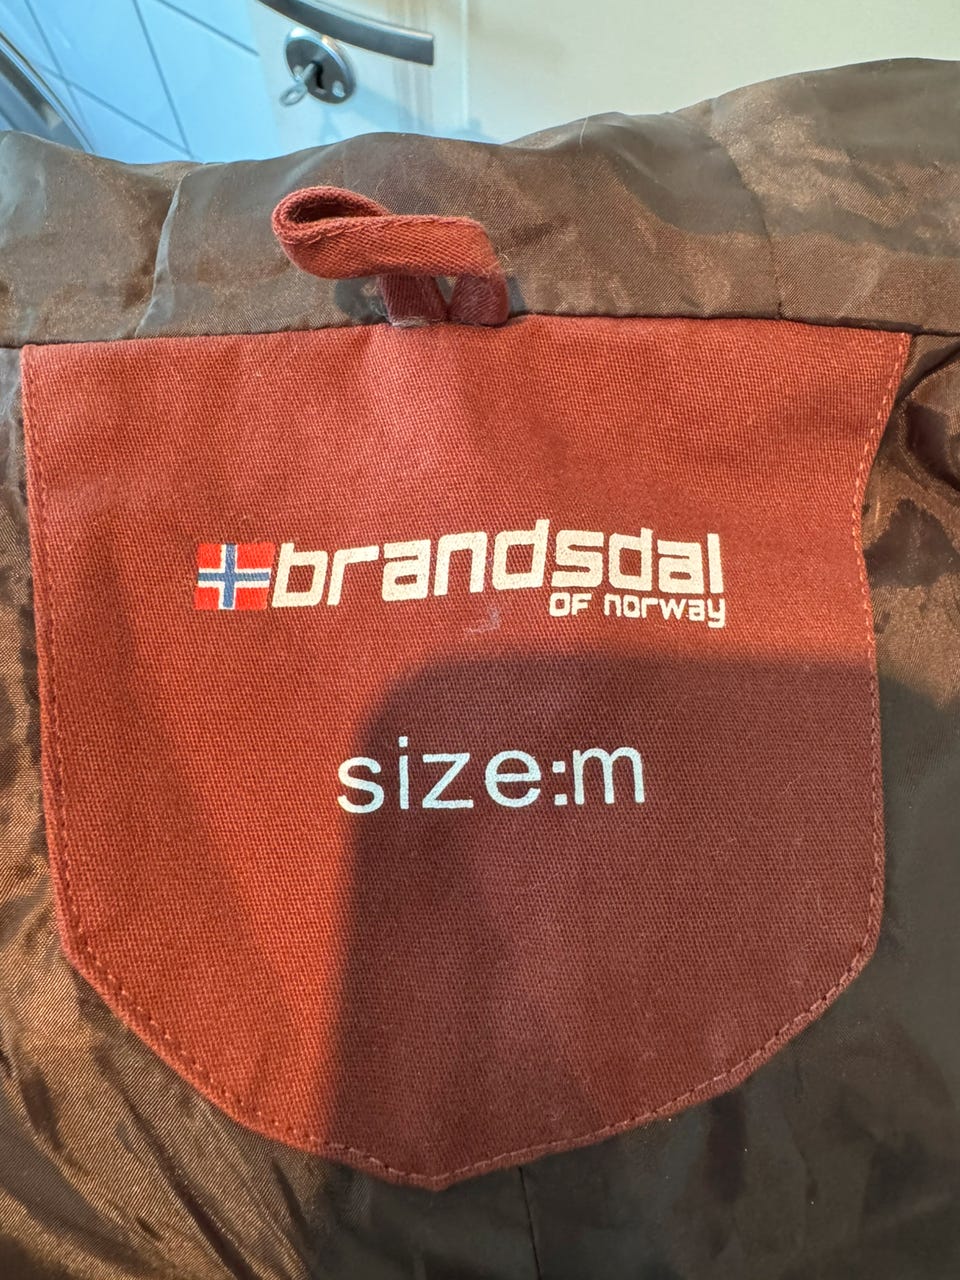 brandsdal
OF norway
size:m